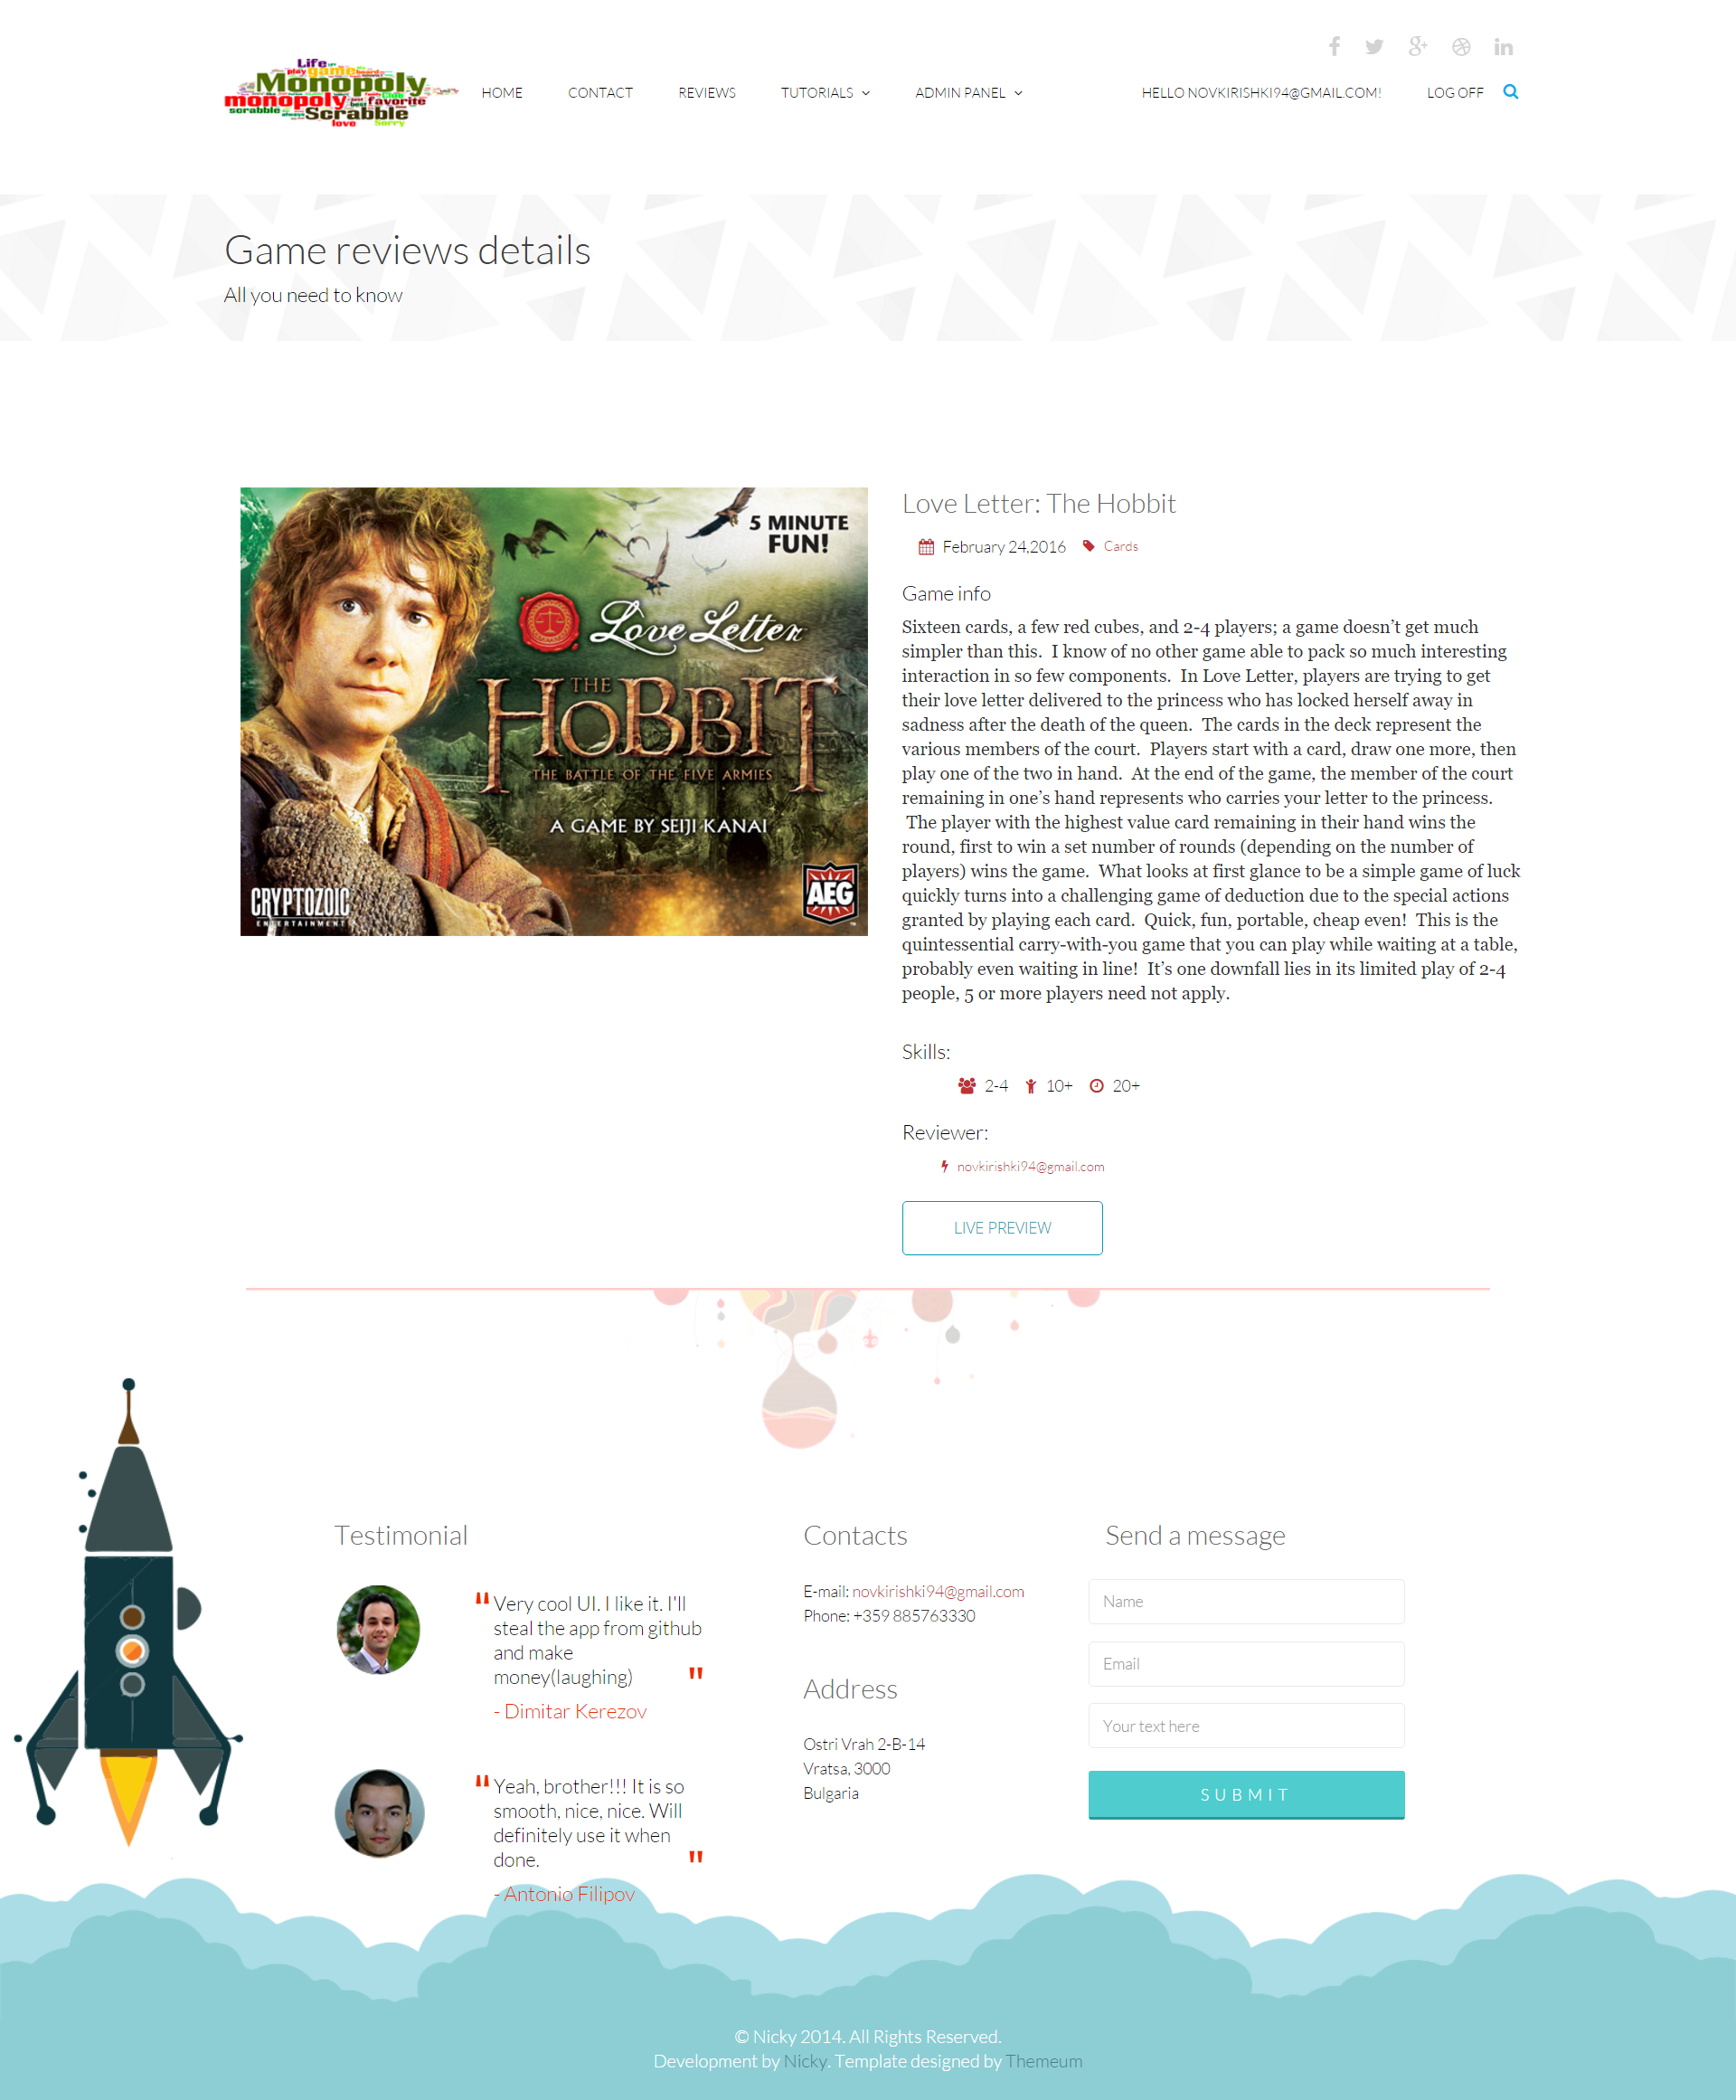 Life
play game
Monopoly
monopoly
favorite
scrabble
Scrabble
love
Sorry
HOME
CONTACT
REVIEWS
TUTORIALS
ADMIN PANEL
HELLO NOVKIRISHKI94@GMAIL.COM!
LOG OFF
Game reviews details
All you need to know
5 MINUTE
FUN!
Love Letter
THE
HOBBIT
THE BATTLE OF THE FIVE ARMIES
A GAME BY SEIJI KANAI
CRYPTOZOIC
ENTERTAINMENT
AEG
Love Letter: The Hobbit
February 24,2016 Cards
Game info
Sixteen cards, a few red cubes, and 2-4 players; a game doesn’t get much
simpler than this.  I know of no other game able to pack so much interesting
interaction in so few components.  In Love Letter, players are trying to get
their love letter delivered to the princess who has locked herself away in
sadness after the death of the queen.  The cards in the deck represent the
various members of the court.  Players start with a card, draw one more, then
play one of the two in hand.  At the end of the game, the member of the court
remaining in one’s hand represents who carries your letter to the princess.
The player with the highest value card remaining in their hand wins the
round, first to win a set number of rounds (depending on the number of
players) wins the game.  What looks at first glance to be a simple game of luck
quickly turns into a challenging game of deduction due to the special actions
granted by playing each card.  Quick, fun, portable, cheap even!  This is the
quintessential carry-with-you game that you can play while waiting at a table,
probably even waiting in line!  It’s one downfall lies in its limited play of 2-4
people, 5 or more players need not apply.
Skills:
2-4 10+ 20+
Reviewer:
novkirishki94@gmail.com
LIVE PREVIEW
Testimonial
"Very cool UI. I like it. I'll
steal the app from github
and make
money(laughing)"
- Dimitar Kerezov
"Yeah, brother!!! It is so
smooth, nice, nice. Will
definitely use it when
done."
- Antonio Filipov
Contacts
E-mail: novkirishki94@gmail.com
Phone: +359 885763330
Address
Ostri Vrah 2-B-14
Vratsa, 3000
Bulgaria
Send a message
Name
Email
Your text here
SUBMIT
© Nicky 2014. All Rights Reserved.
Development by Nicky. Template designed by Themeum